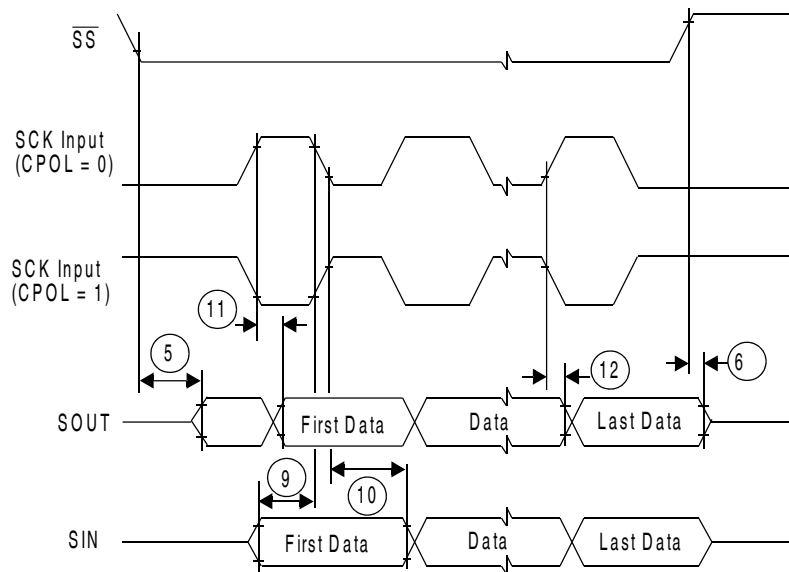 SS
SCK Input
(CPOL = 0)
SCK Input
(CPOL = 1)
11
5
12
6
SOUT
First Data
Data
Last Data
9
10
SIN
First Data
Data
Last Data